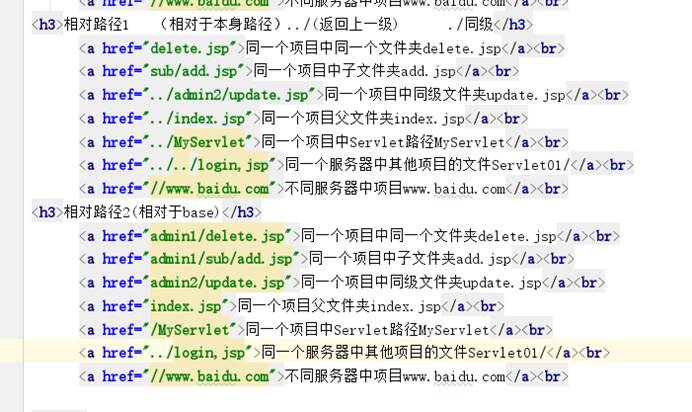 <a href="//www.baidu.com">不同服务器中项目www.baidu.com</a><br>
<h3>相对路径1 （相对于本身路径）../(返回上一级) ./同级</h3>
<a href="delete.jsp">同一个项目中同一个文件夹delete.jsp</a><br>
<a href="sub/add.jsp">同一个项目中子文件夹add.jsp</a><br>
<a href="../admin2/update.jsp">同一个项目中同级文件夹update.jsp</a><br>
<a href="../index.jsp">同一个项目父文件夹index.jsp</a><br>
<a href="../MyServlet">同一个项目中Servlet路径MyServlet</a><br>
<a href="../../login,jsp">同一个服务器中其他项目的文件Servlet01/</a><br>
<a href="//www.baidu.com">不同服务器中项目www.baidu.com</a><br>
<h3>相对路径2(相对于base)</h3>
<a href="admin1/delete.jsp">同一个项目中同一个文件夹delete.jsp</a><br>
<a href="admin1/sub/add.jsp">同一个项目中子文件夹add.jsp</a><br>
<a href="admin2/update.jsp">同一个项目中同级文件夹update.jsp</a><br>
<a href="index.jsp">同一个项目父文件夹index.jsp</a><br>
<a href="/MyServlet">同一个项目中Servlet路径MyServlet</a><br>
<a href="../login,jsp">同一个服务器中其他项目的文件Servlet01/</a><br>
<a href="//www.baidu.com">不同服务器中项目www.baidu.com</a><br>